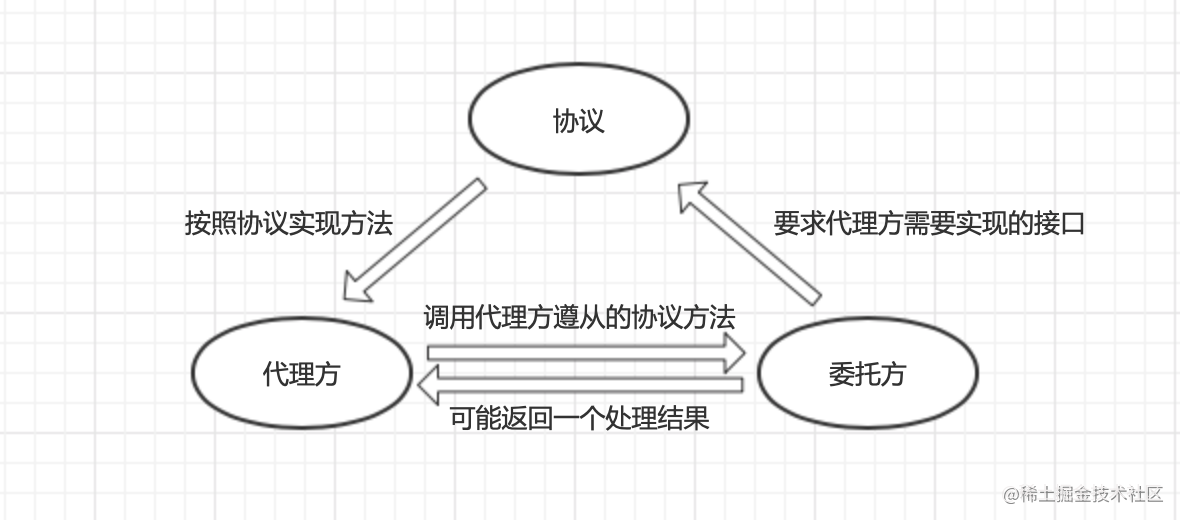 协议
按照协议实现方法
要求代理方需要实现的接口
调用代理方遵从的协议方法
代理方
委托方
可能返回一个处理结果
@稀土掘金技术社区